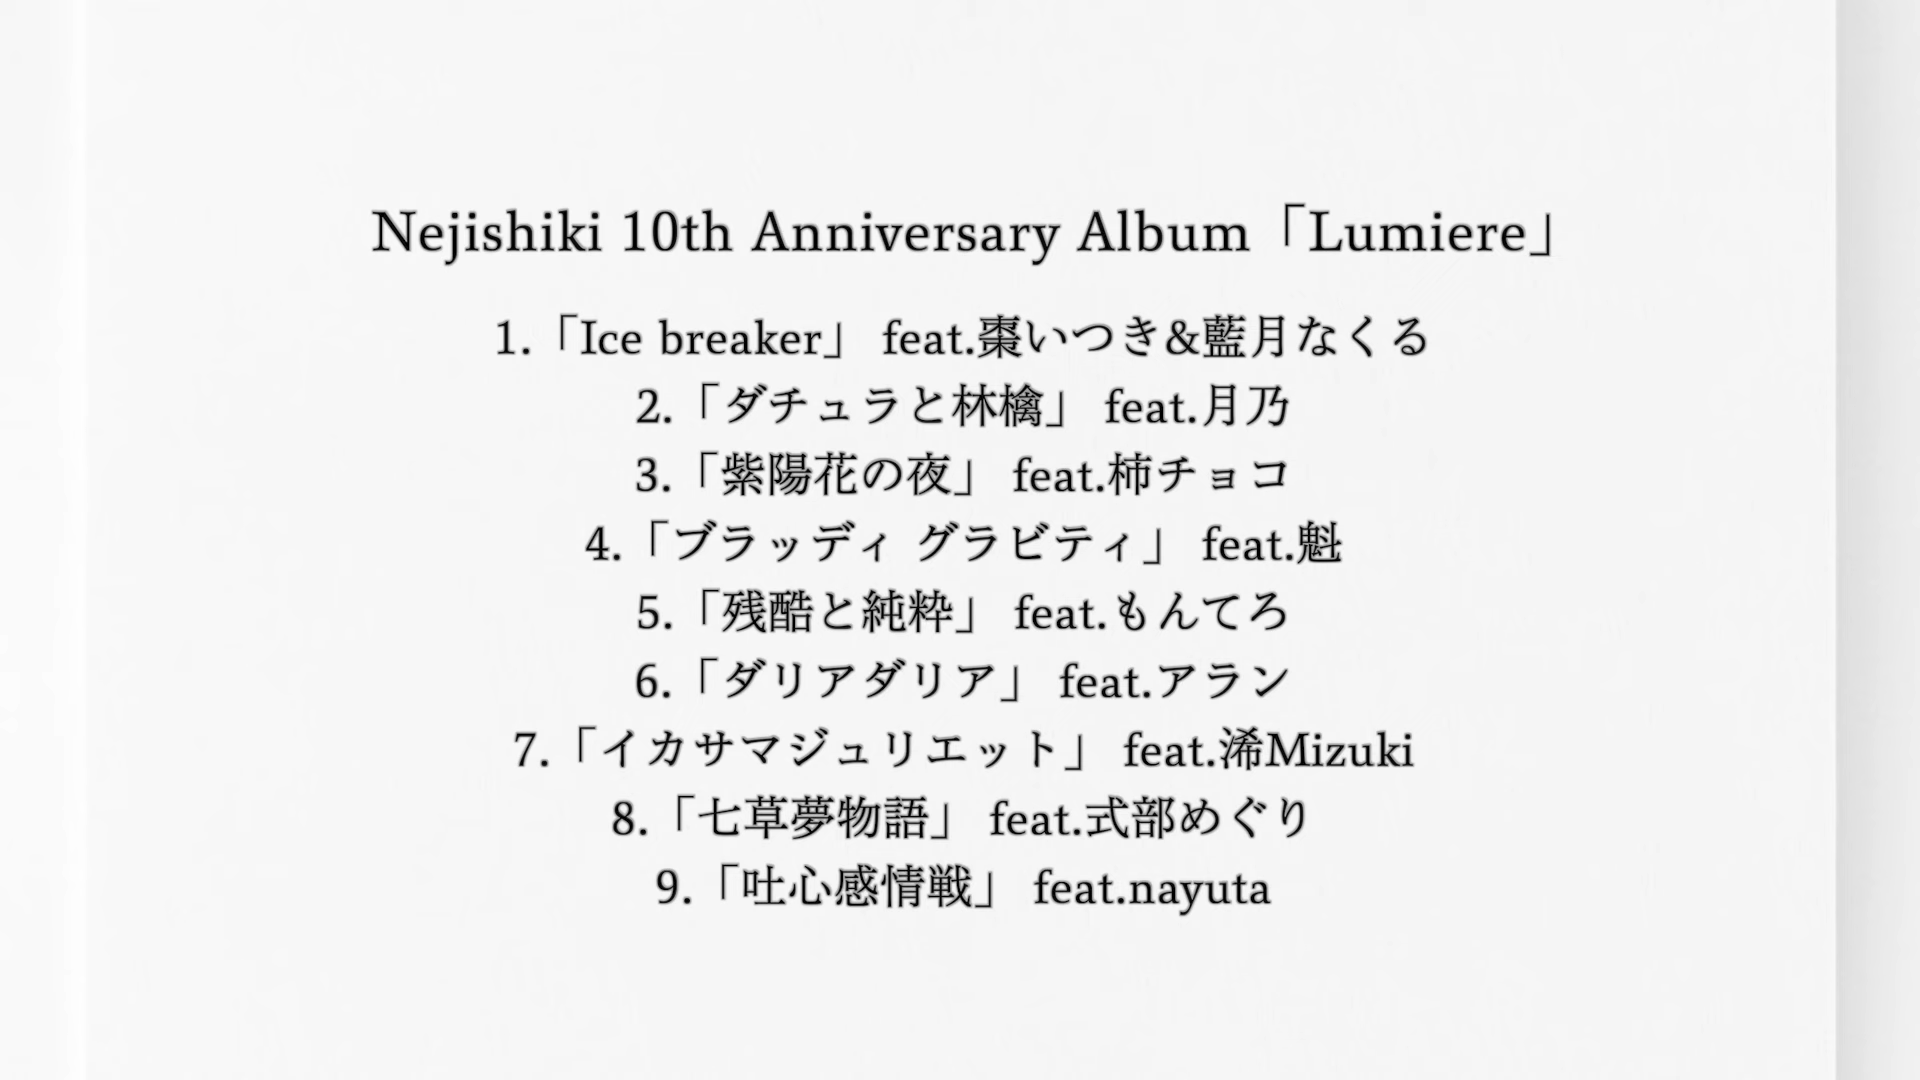 Nejishiki 10th Anniversary Album「Lumiere」
1.「Ice breaker」 feat.棗いつき&藍月なくる
2.「ダチュラと林檎」 feat.月乃
3.「紫陽花の夜」 feat.柿チョコ
4.「ブラッディ グラビティ」 feat.魁
5.「残酷と純粋」 feat.もんてろ
6.「ダリアダリア」 feat.アラン
7.「イカサマジュリエット」 feat.浠Mizuki
8.「七草夢物語」 feat.式部めぐり
9.「吐心感情戦」 feat.nayuta